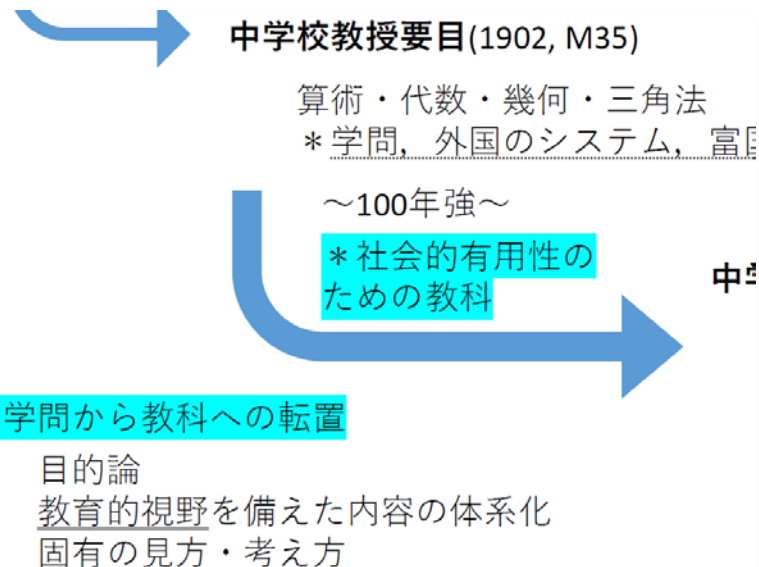 中学校教授要目(1902, M35)
算術・代数・幾何・三角法
＊学問，外国のシステム，富国
～100年強～
＊社会的有用性の
ための教科
中学
学問から教科への転置
目的論
教育的視野を備えた内容の体系化
固有の見方・考え方